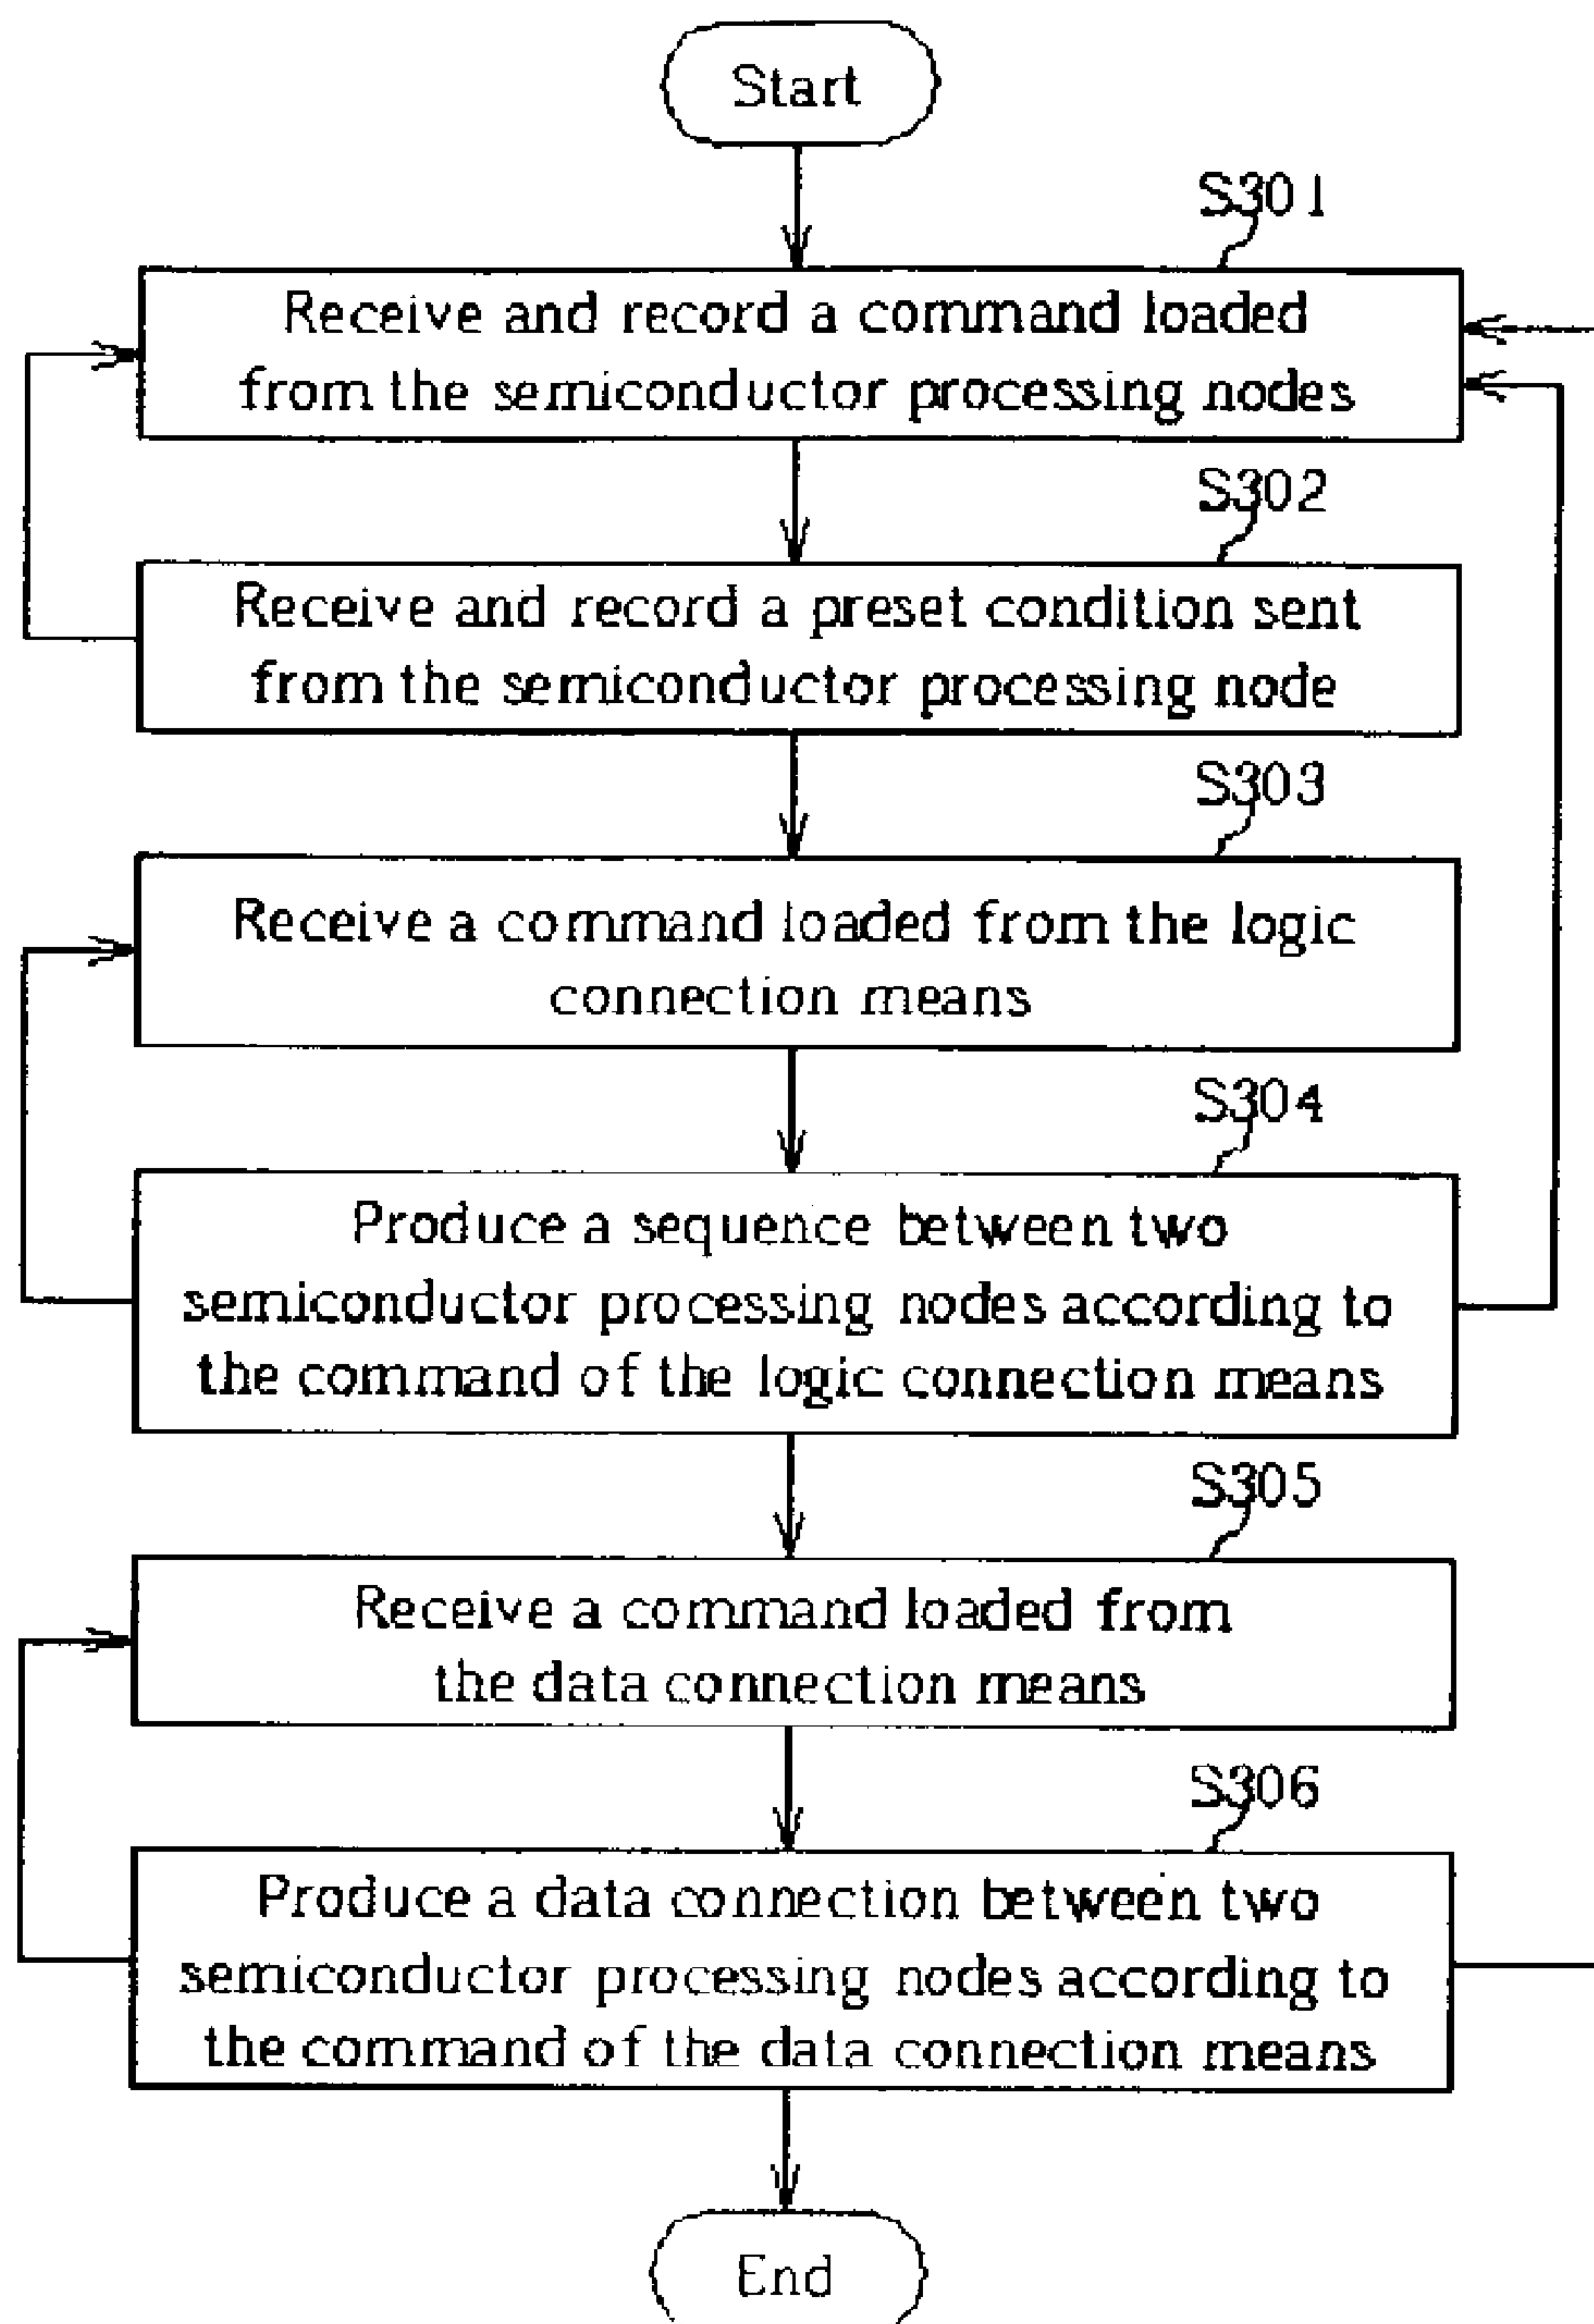 Start
S301
Receive and record a command loaded
from the semiconductor processing nodes
S302
Receive and record a preset condition sent
from the semiconductor processing node
S303
Receive a command loaded from the logic
connection means
S304
Produce a sequence between two
semiconductor processing nodes according to
the command of the logic connection means
S305
Receive a command loaded from
the data connection means
S306
Produce a data connection between two
semiconductor processing nodes according to
the command of the data connection means
End